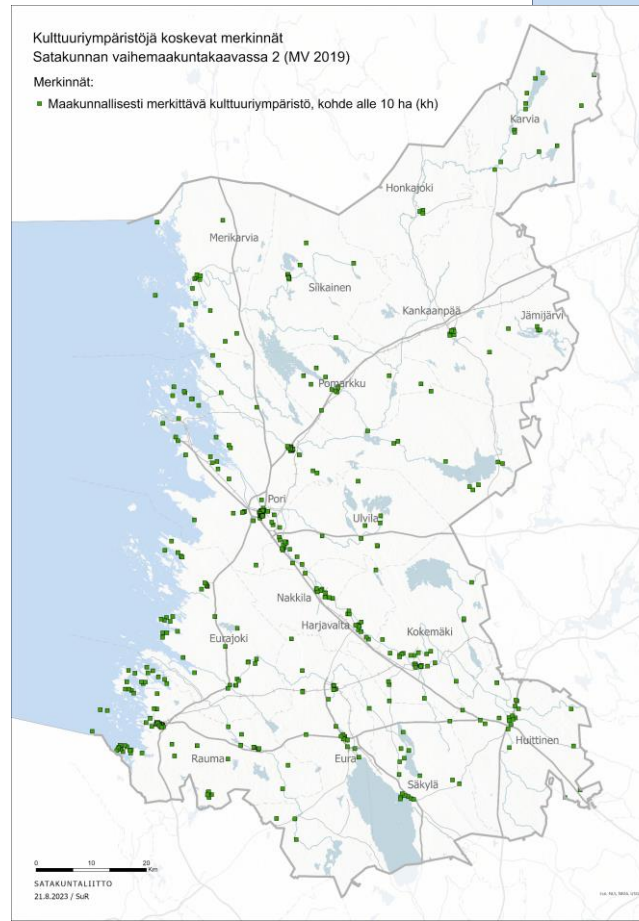 Kulttuuriympäristöjä koskevat merkinnät
Satakunnan vaihemaakuntakaavassa 2 (MV 2019)
Merkinnät:
Maakunnallisesti merkittävä kulttuuriympäristö, kohde alle 10 ha (kh)
Karvia
Honkajoki
Merikarvia
Siikainen
Kankaanpää
Jämijärvi
Pomarkku
Pori
Ulvila
Nakkila
Harjavalta
Kokemäki
Eurajoki
Huittinen
Rauma
Eura
Säkylä
0 10 20
Km
SATAKUNTALIITTO
21.8.2023 / SuR